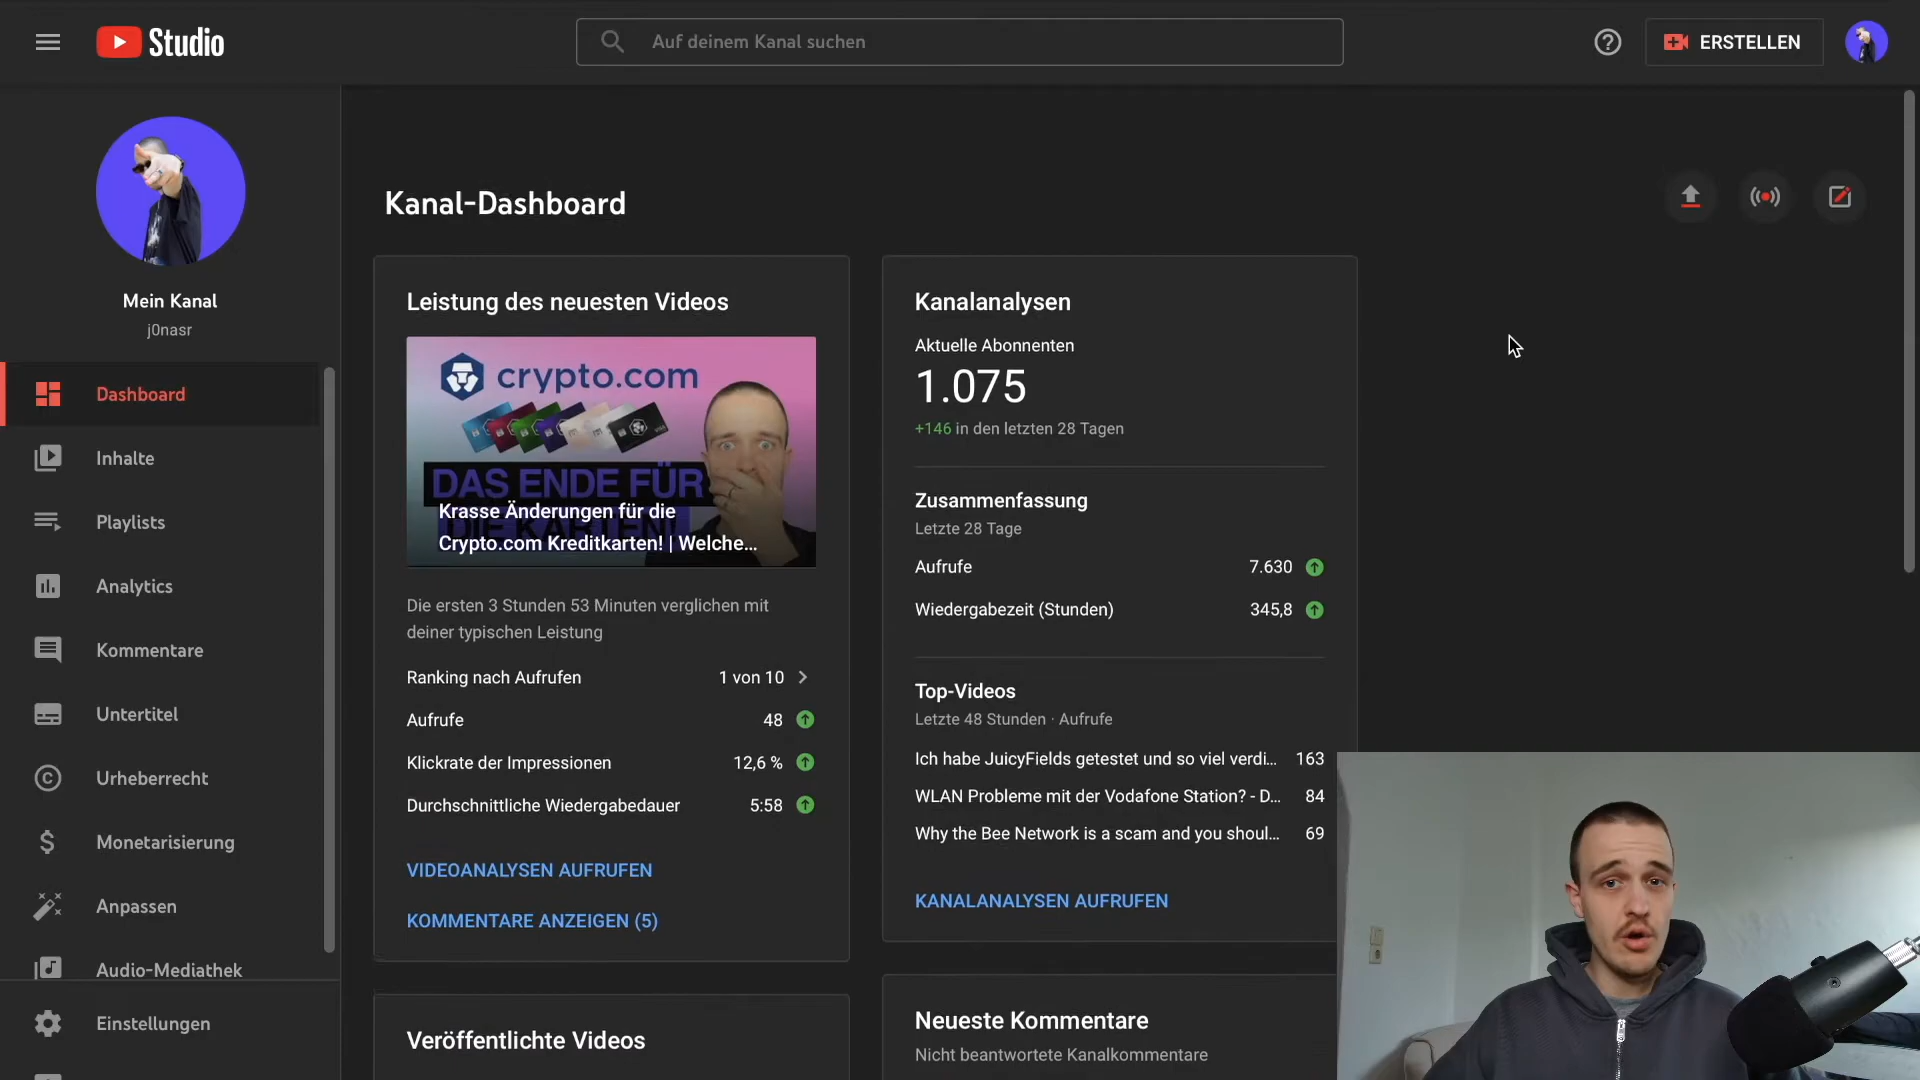 Studio
Auf deinem Kanal suchen
ERSTELLEN
Mein Kanal
j0nasr
Dashboard
Inhalte
Playlists
Analytics
Kommentare
Untertitel
Urheberrecht
Monetarisierung
Anpassen
Audio-Mediathek
Einstellungen
Kanal-Dashboard
Leistung des neuesten Videos
crypto.com
DAS ENDE FÜR
DIE KARTEN!
Krasse Änderungen für die
Crypto.com Kreditkarten! | Welche...
Die ersten 3 Stunden 53 Minuten verglichen mit
deiner typischen Leistung
Ranking nach Aufrufen 1 von 10
Aufrufe 48
Klickrate der Impressionen 12,6 %
Durchschnittliche Wiedergabedauer 5:58
VIDEOANALYSEN AUFRUFEN
KOMMENTARE ANZEIGEN (5)
Veröffentlichte Videos
Kanalanalysen
Aktuelle Abonnenten
1.075
+146 in den letzten 28 Tagen
Zusammenfassung
Letzte 28 Tage
Aufrufe 7.630
Wiedergabezeit (Stunden) 345,8
Top-Videos
Letzte 48 Stunden · Aufrufe
Ich habe JuicyFields getestet und so viel verdi... 163
WLAN Probleme mit der Vodafone Station? - D... 84
Why the Bee Network is a scam and you shoul... 69
KANALANALYSEN AUFRUFEN
Neueste Kommentare
Nicht beantwortete Kanalkommentare